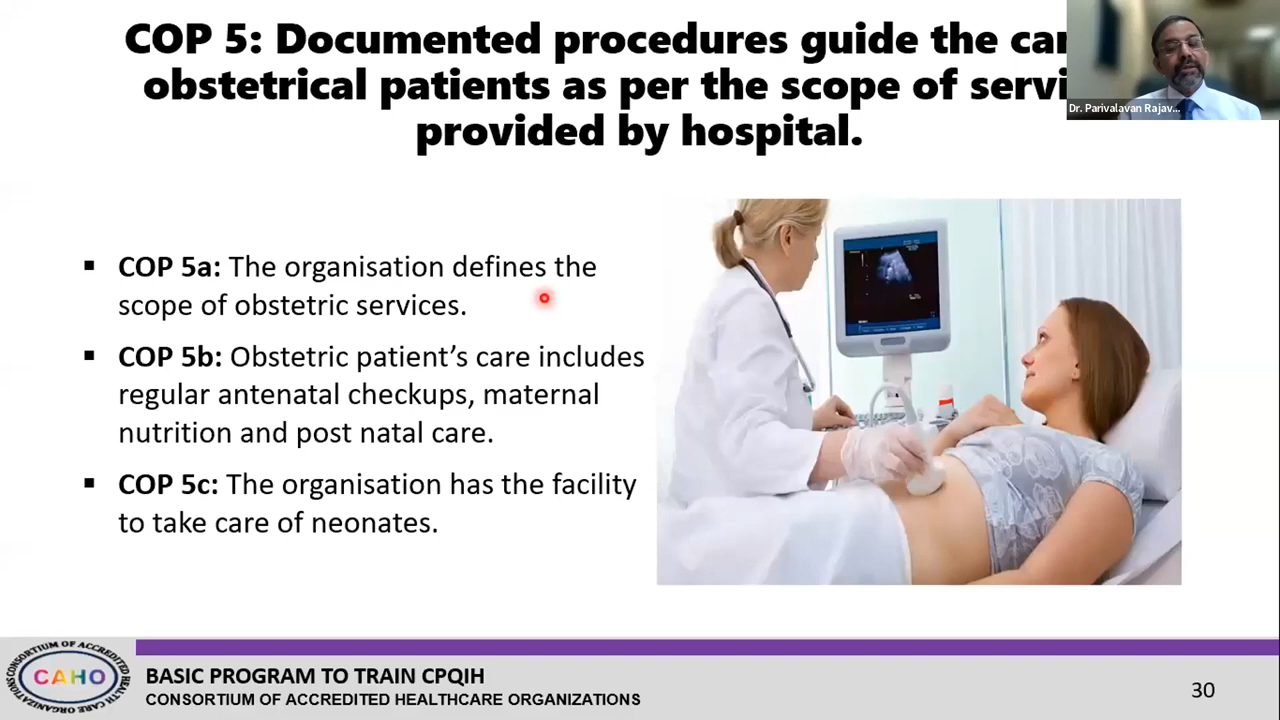 COP 5: Documented procedures guide the
obstetrical patients as per the scope of
provided by hospital.
Dr. Parivalavan Rajav...
▪ COP 5a: The organisation defines the
scope of obstetric services.
▪ COP 5b: Obstetric patient’s care includes
regular antenatal checkups, maternal
nutrition and post natal care.
▪ COP 5c: The organisation has the facility
to take care of neonates.
CONSORTIUM OF ACCREDITED HEALTH CARE ORGANIZATIONS
CAHO
BASIC PROGRAM TO TRAIN CPQIH
CONSORTIUM OF ACCREDITED HEALTHCARE ORGANIZATIONS
30